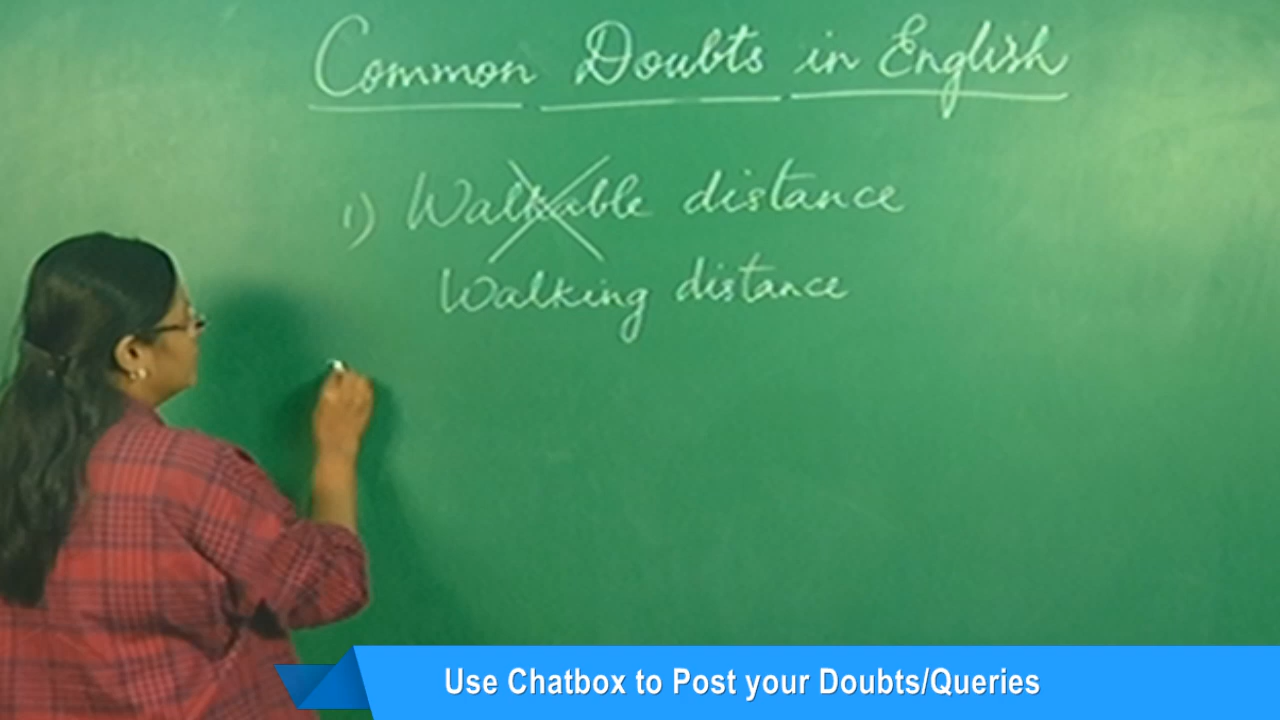 Common Doubts in English
1) Walkable distance
Walking distance
Use Chatbox to Post your Doubts/Queries